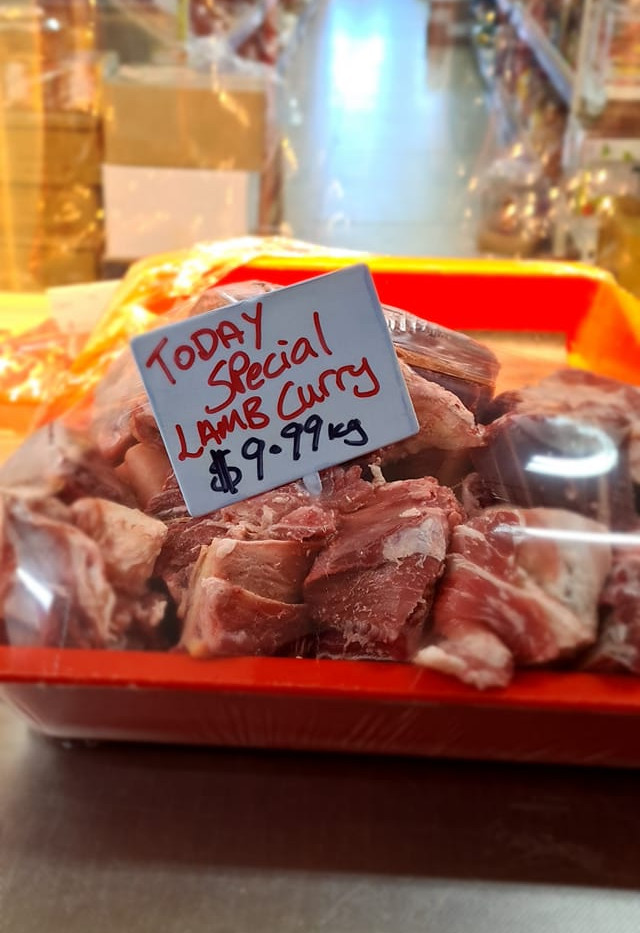 TODAY
Special
LAMB Curry
$9.99kg